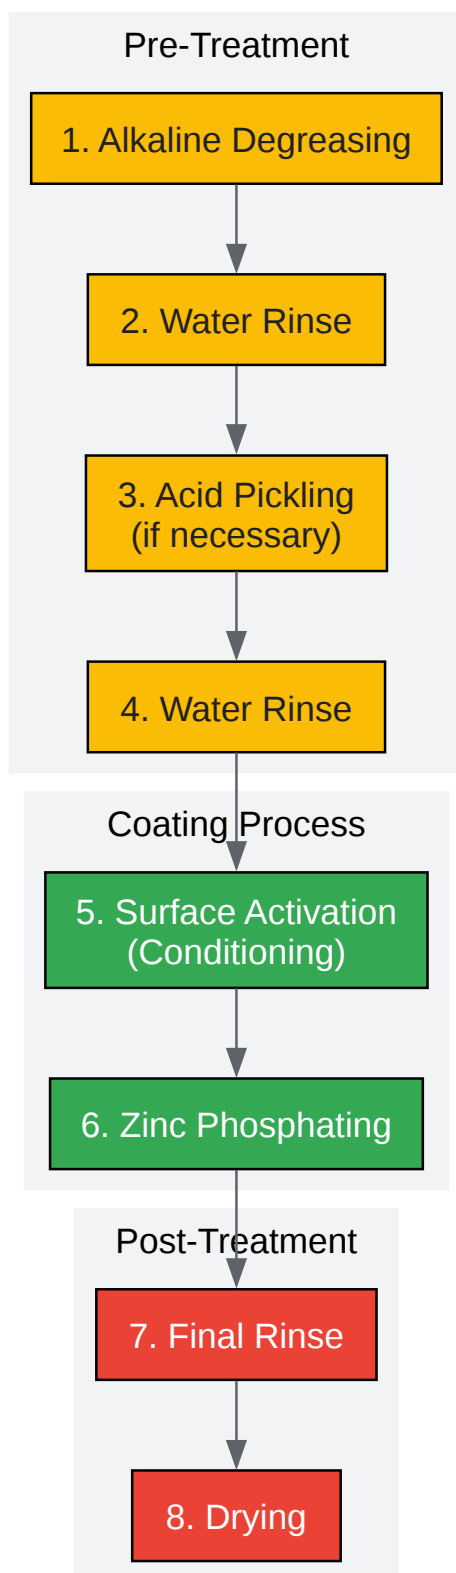 Pre-Treatment
1. Alkaline Degreasing
2. Water Rinse
3. Acid Pickling
(if necessary)
4. Water Rinse
Coating Process
5. Surface Activation
(Conditioning)
6. Zinc Phosphating
Post-Treatment
7. Final Rinse
8. Drying